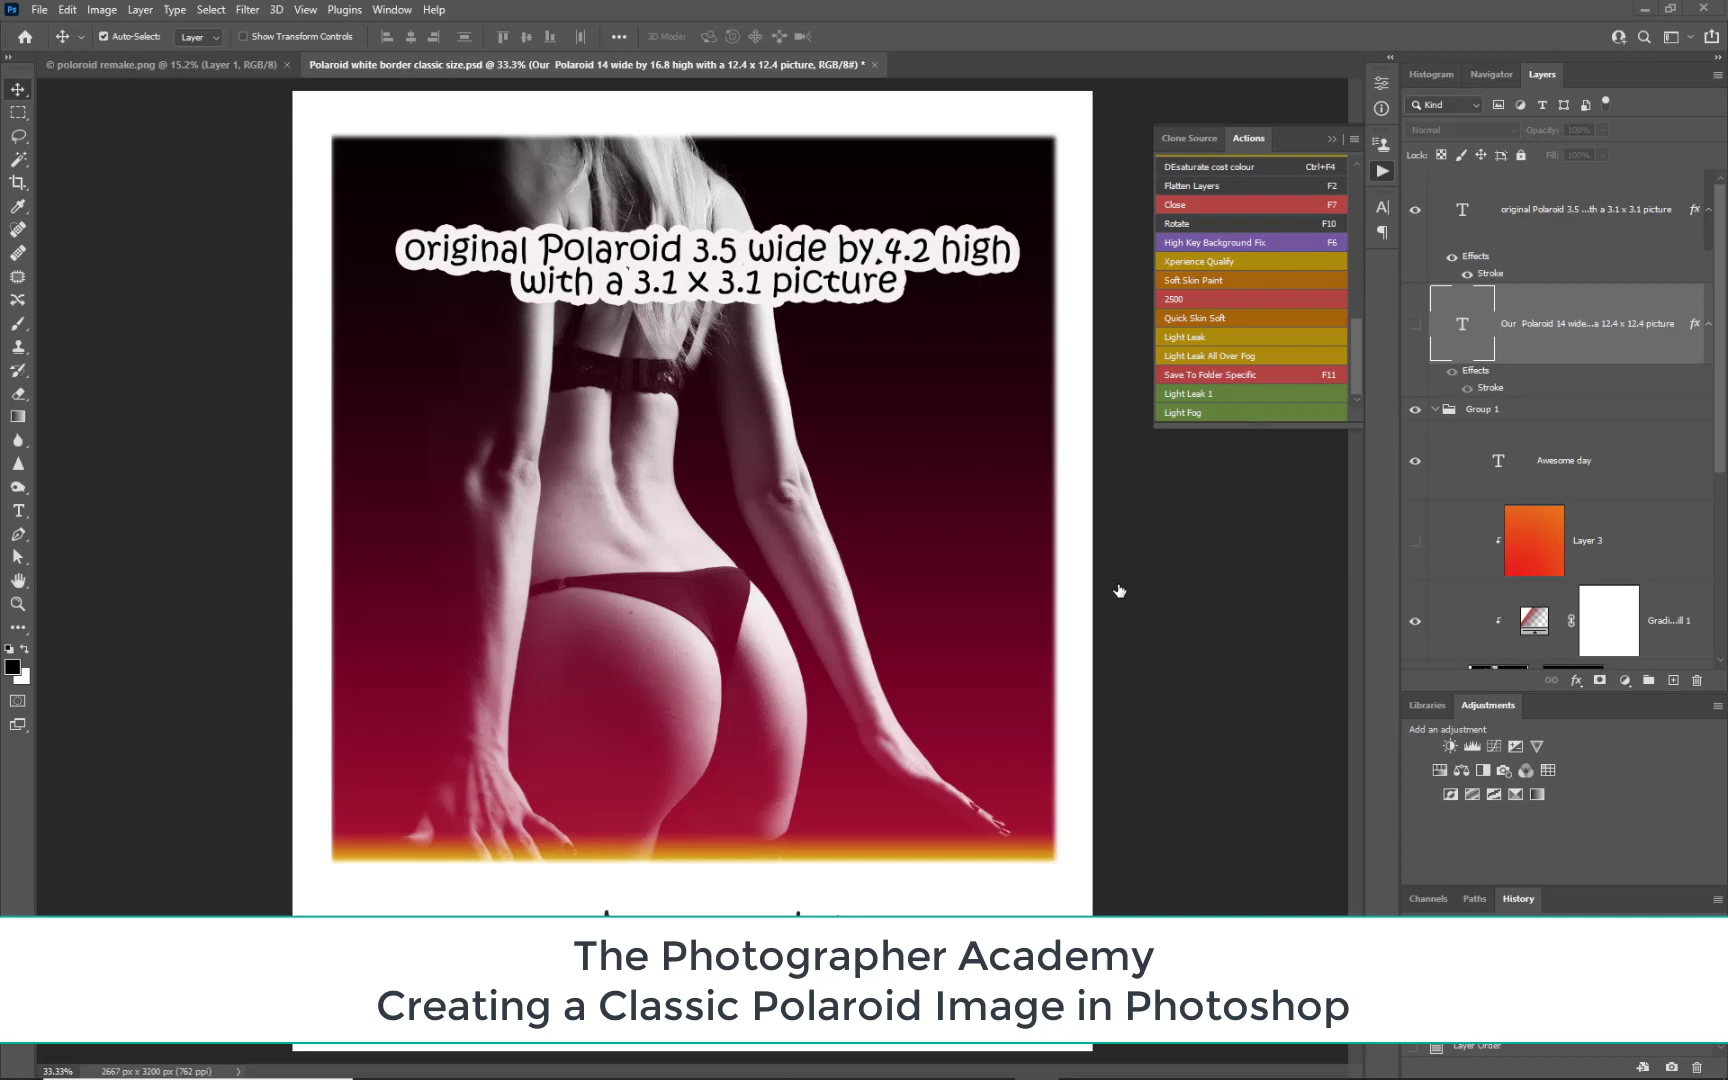 File Edit Image Layer Type Select Filter 3D View Plugins Window Help
Auto-Select: Layer Show Transform Controls 3D Mode:
© poloroid remake.png @ 15.2% (Layer 1, RGB/8) ×
Polaroid white border classic size.psd @ 33.3% (Our Polaroid 14 wide by 16.8 high with a 12.4 x 12.4 picture, RGB/8#) * ×
original Polaroid 3.5 wide by 4.2 high
with a 3.1 x 3.1 picture
Clone Source Actions
DEsaturate cost colour Ctrl+F4
Flatten Layers F2
Close F7
Rotate F10
High Key Background Fix F6
Xperience Qualify
Soft Skin Paint
2500
Quick Skin Soft
Light Leak
Light Leak All Over Fog
Save To Folder Specific F11
Light Leak 1
Light Fog
Histogram Navigator Layers
Kind
Normal Opacity: 100%
Lock: Fill: 100%
original Polaroid 3.5 ...th a 3.1 x 3.1 picture fx
Effects
Stroke
Our Polaroid 14 wide...a 12.4 x 12.4 picture fx
Effects
Stroke
Group 1
Awesome day
Layer 3
Gradi...ill 1
Libraries Adjustments
Add an adjustment
Channels Paths History
The Photographer Academy
Creating a Classic Polaroid Image in Photoshop
Layer Order
33.33% 2667 px x 3200 px (762 ppi)